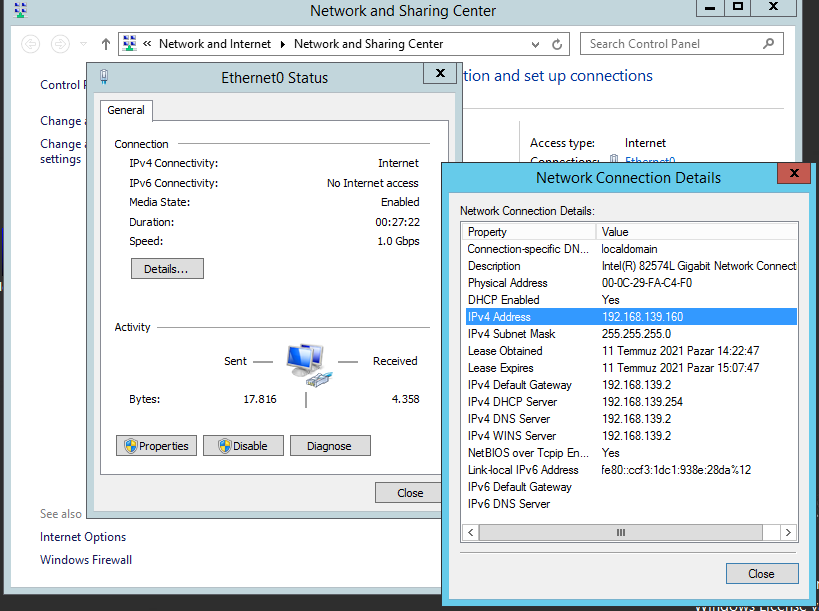 Network and Sharing Center
« Network and Internet Network and Sharing Center
Search Control Panel
Control
Change
Change
settings
tion and set up connections
Access type: Internet
Connections: Ethernet0
See also
Internet Options
Windows Firewall
Ethernet0 Status
General
Connection
IPv4 Connectivity: Internet
IPv6 Connectivity: No Internet access
Media State: Enabled
Duration: 00:27:22
Speed: 1.0 Gbps
Details...
Activity
Sent Received
Bytes: 17.816 4.358
Properties Disable Diagnose
Close
Network Connection Details
Network Connection Details:
Property Value
Connection-specific DN... localdomain
Description Intel(R) 82574L Gigabit Network Connecti
Physical Address 00-0C-29-FA-C4-F0
DHCP Enabled Yes
IPv4 Address 192.168.139.160
IPv4 Subnet Mask 255.255.255.0
Lease Obtained 11 Temmuz 2021 Pazar 14:22:47
Lease Expires 11 Temmuz 2021 Pazar 15:07:47
IPv4 Default Gateway 192.168.139.2
IPv4 DHCP Server 192.168.139.254
IPv4 DNS Server 192.168.139.2
IPv4 WINS Server 192.168.139.2
NetBIOS over Tcpip En... Yes
Link-local IPv6 Address fe80::ccf3:1dc1:938e:28da%12
IPv6 Default Gateway
IPv6 DNS Server
Close
Windows License